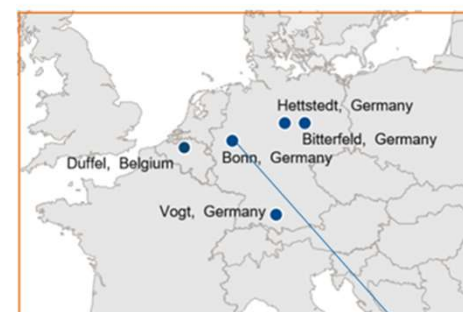 Hettstedt, Germany
Bitterfeld, Germany
Duffel, Belgium
Bonn, Germany
Vogt, Germany